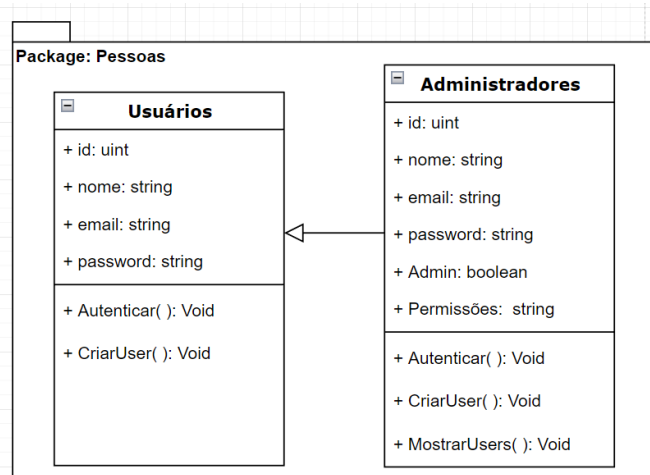 Package: Pessoas
Usuários
+ id: uint
+ nome: string
+ email: string
+ password: string
+ Autenticar( ): Void
+ CriarUser( ): Void
Administradores
+ id: uint
+ nome: string
+ email: string
+ password: string
+ Admin: boolean
+ Permissões:  string
+ Autenticar( ): Void
+ CriarUser( ): Void
+ MostrarUsers( ): Void